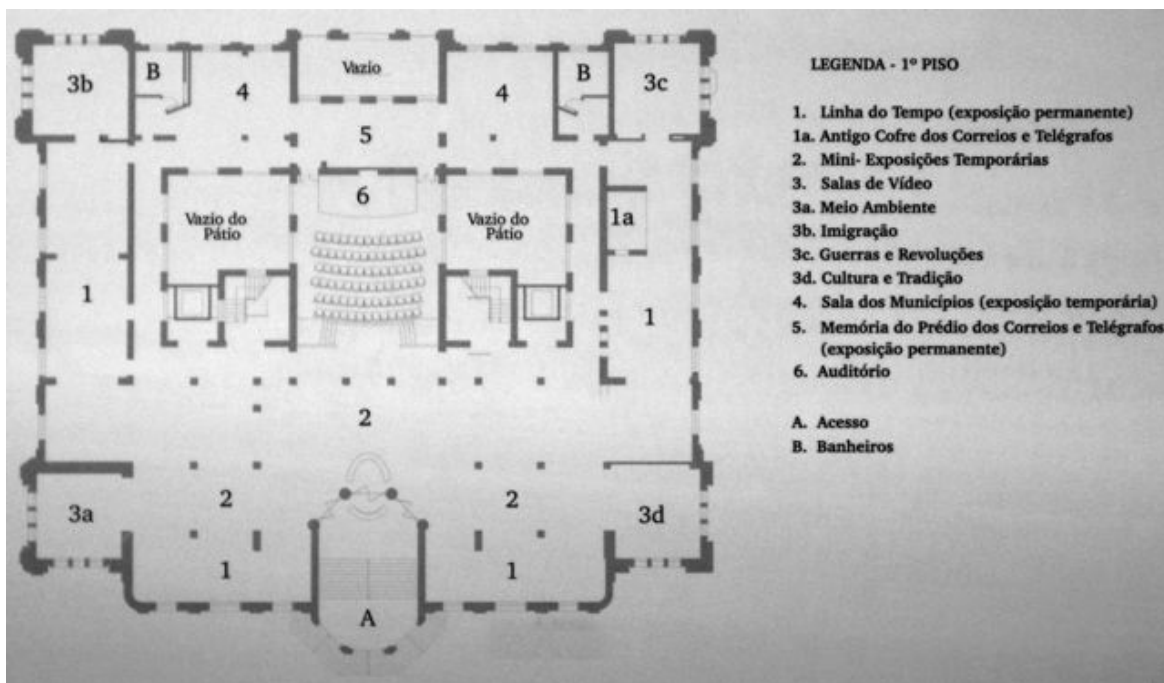 3b
B
4
Vazio
4
B
3c
5
6
Vazio do
Pátio
Vazio do
Pátio
1a
1
1
2
3a
2
2
3d
1
1
A
LEGENDA - 1º PISO
1. Linha do Tempo (exposição permanente)
1a. Antigo Cofre dos Correios e Telégrafos
2. Mini- Exposições Temporárias
3. Salas de Vídeo
3a. Meio Ambiente
3b. Imigração
3c. Guerras e Revoluções
3d. Cultura e Tradição
4. Sala dos Municípios (exposição temporária)
5. Memória do Prédio dos Correios e Telégrafos
(exposição permanente)
6. Auditório
A. Acesso
B. Banheiros